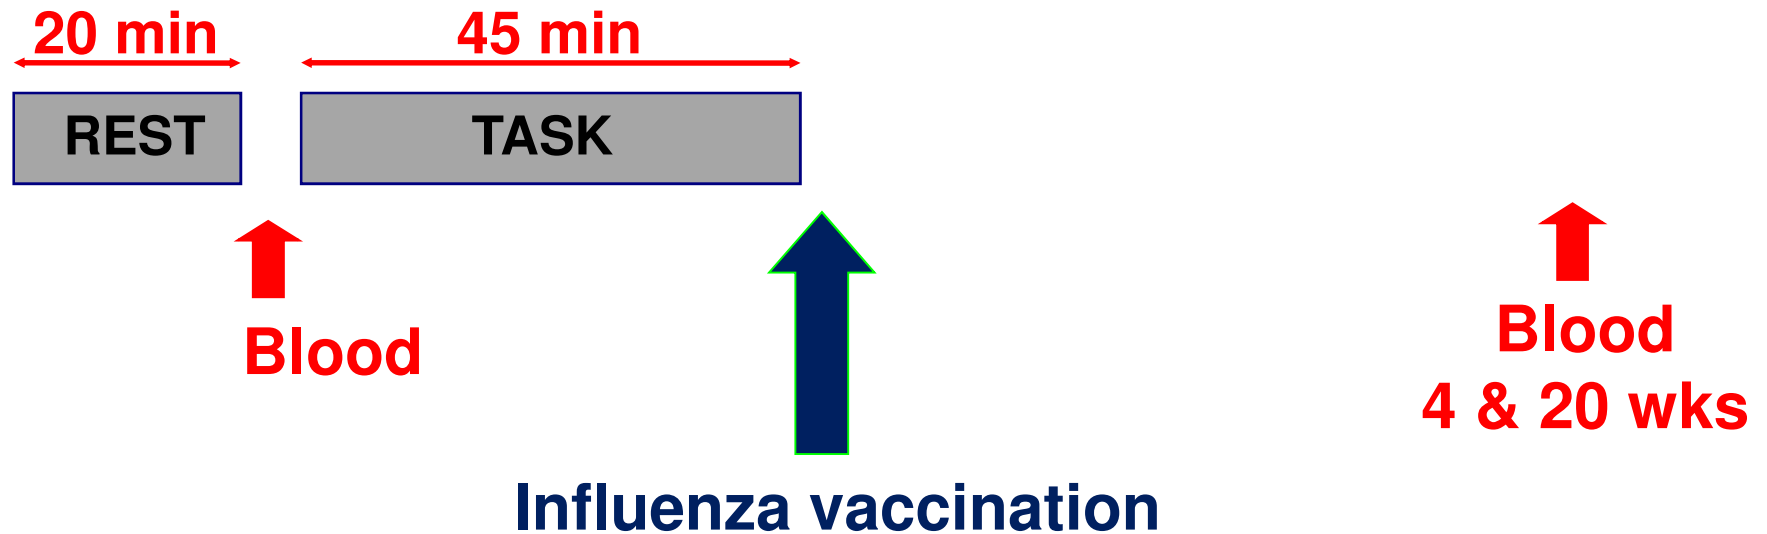 20 min
45 min
REST
TASK
Blood
Blood
4 & 20 wks
Influenza vaccination